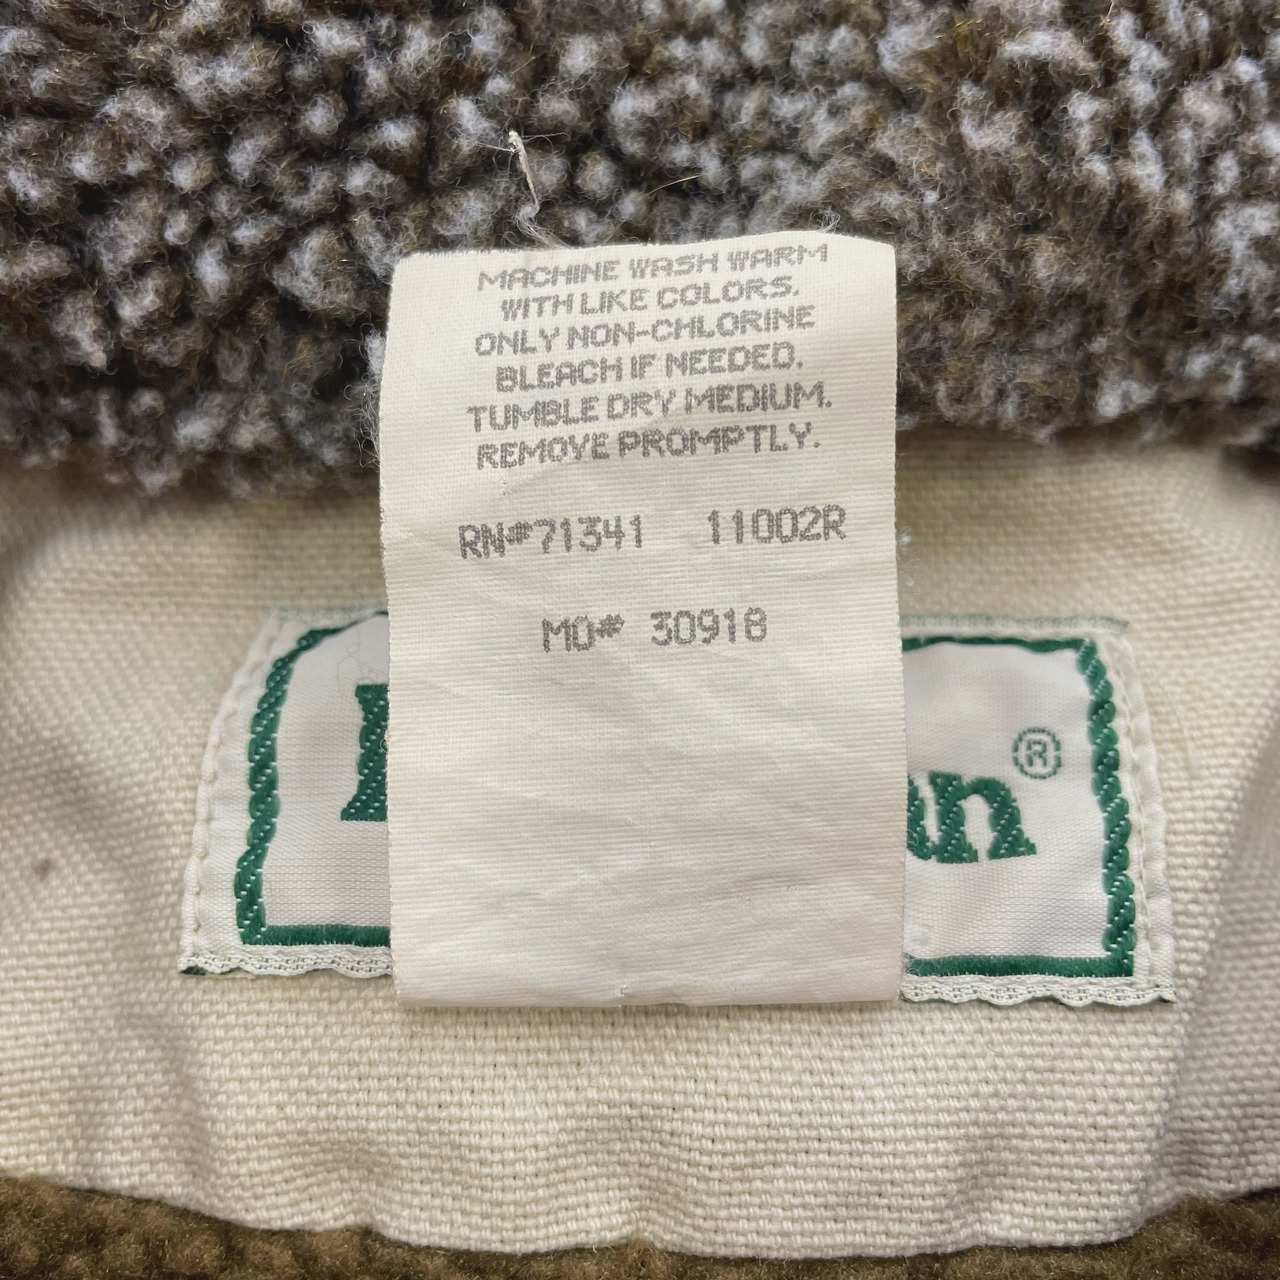 MACHINE WASH WARM
WITH LIKE COLORS.
ONLY NON-CHLORINE
BLEACH IF NEEDED.
TUMBLE DRY MEDIUM.
REMOVE PROMPTLY.
RN#71341 11002R
MO# 30918
®